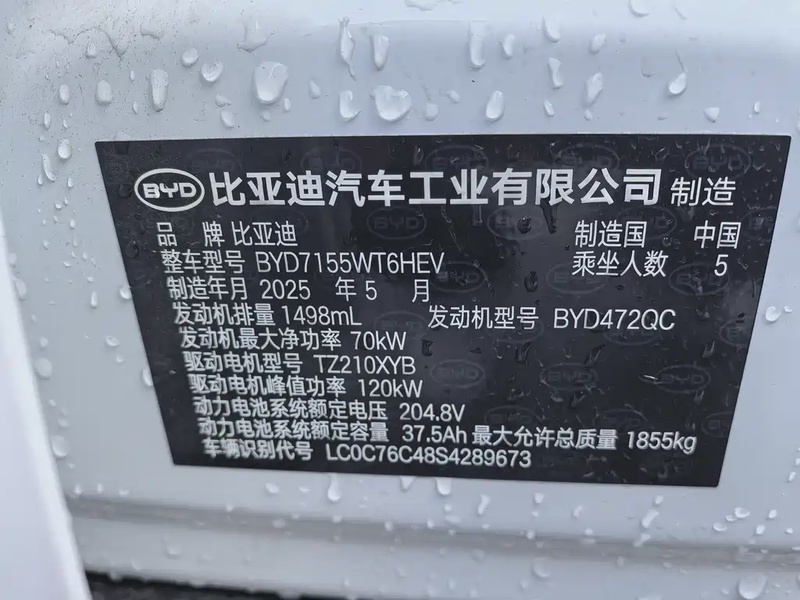 BYD 比亚迪汽车工业有限公司 制造
品 牌 比亚迪 制造国 中国
整车型号 BYD7155WT6HEV 乘坐人数 5
制造年月 2025 年 5 月
发动机排量 1498mL 发动机型号 BYD472QC
发动机最大净功率 70kW
驱动电机型号 TZ210XYB
驱动电机峰值功率 120kW
动力电池系统额定电压 204.8V
动力电池系统额定容量 37.5Ah 最大允许总质量 1855kg
车辆识别代号 LC0C76C48S4289673